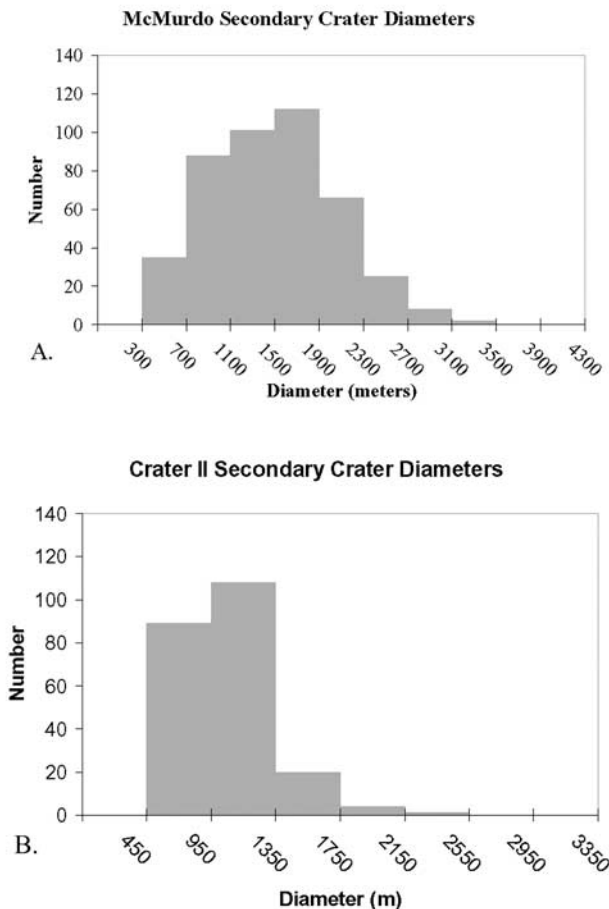 McMurdo Secondary Crater Diameters
140
120
100
80
60
40
20
0
Number
300 700 1100 1500 1900 2300 2700 3100 3500 3900 4300
Diameter (meters)
A.
Crater II Secondary Crater Diameters
140
120
100
80
60
40
20
0
Number
450 950 1350 1750 2150 2550 2950 3350
Diameter (m)
B.